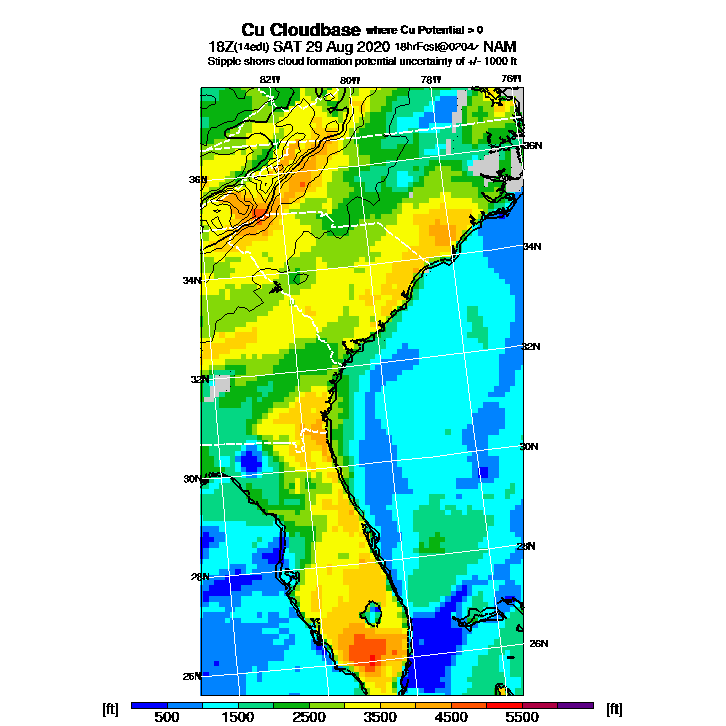 Cu Cloudbase where Cu Potential > 0
18Z(14edt) SAT 29 Aug 2020 18hrFcst@0204z NAM
Stipple shows cloud formation potential uncertainty of +/- 1000 ft
82W 80W 78W 76W
36N
36N
34N
34N
32N
32N
30N
30N
28N
28N
26N
26N
[ft] 500 1500 2500 3500 4500 5500 [ft]